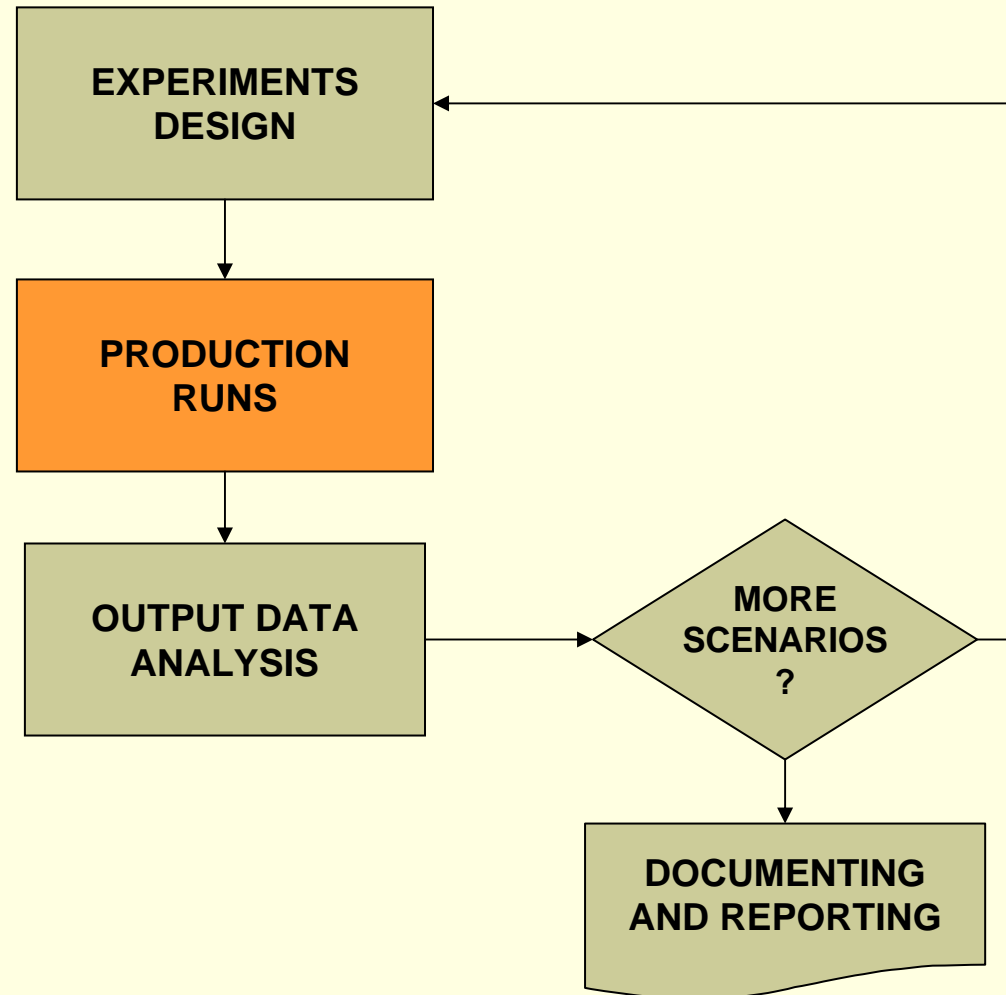 EXPERIMENTS
DESIGN
PRODUCTION
RUNS
OUTPUT DATA
ANALYSIS
MORE
SCENARIOS
?
DOCUMENTING
AND REPORTING